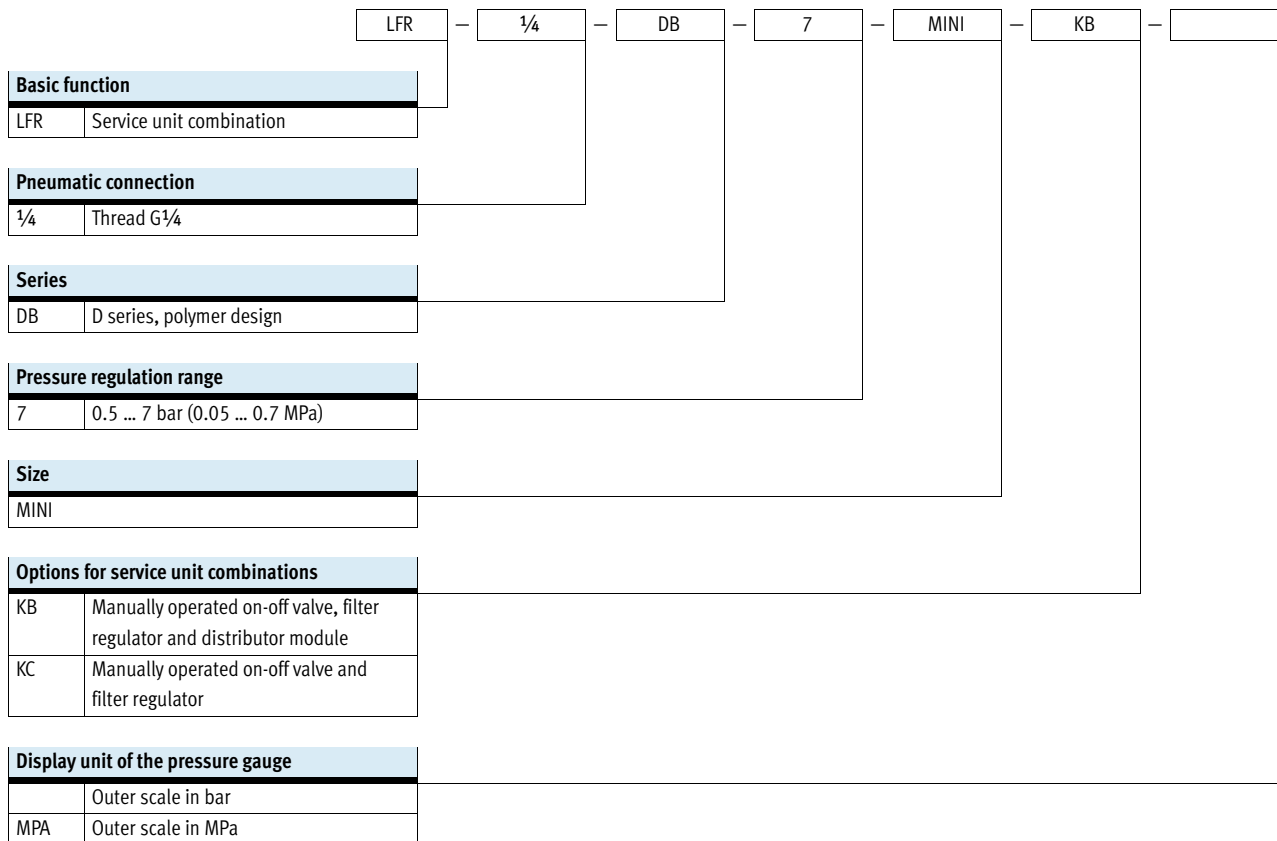 LFR – ¼ – DB – 7 – MINI – KB –
Basic function
LFR Service unit combination
Pneumatic connection
¼ Thread G¼
Series
DB D series, polymer design
Pressure regulation range
7 0.5 ... 7 bar (0.05 ... 0.7 MPa)
Size
MINI
Options for service unit combinations
KB Manually operated on-off valve, filter
regulator and distributor module
KC Manually operated on-off valve and
filter regulator
Display unit of the pressure gauge
Outer scale in bar
MPA Outer scale in MPa